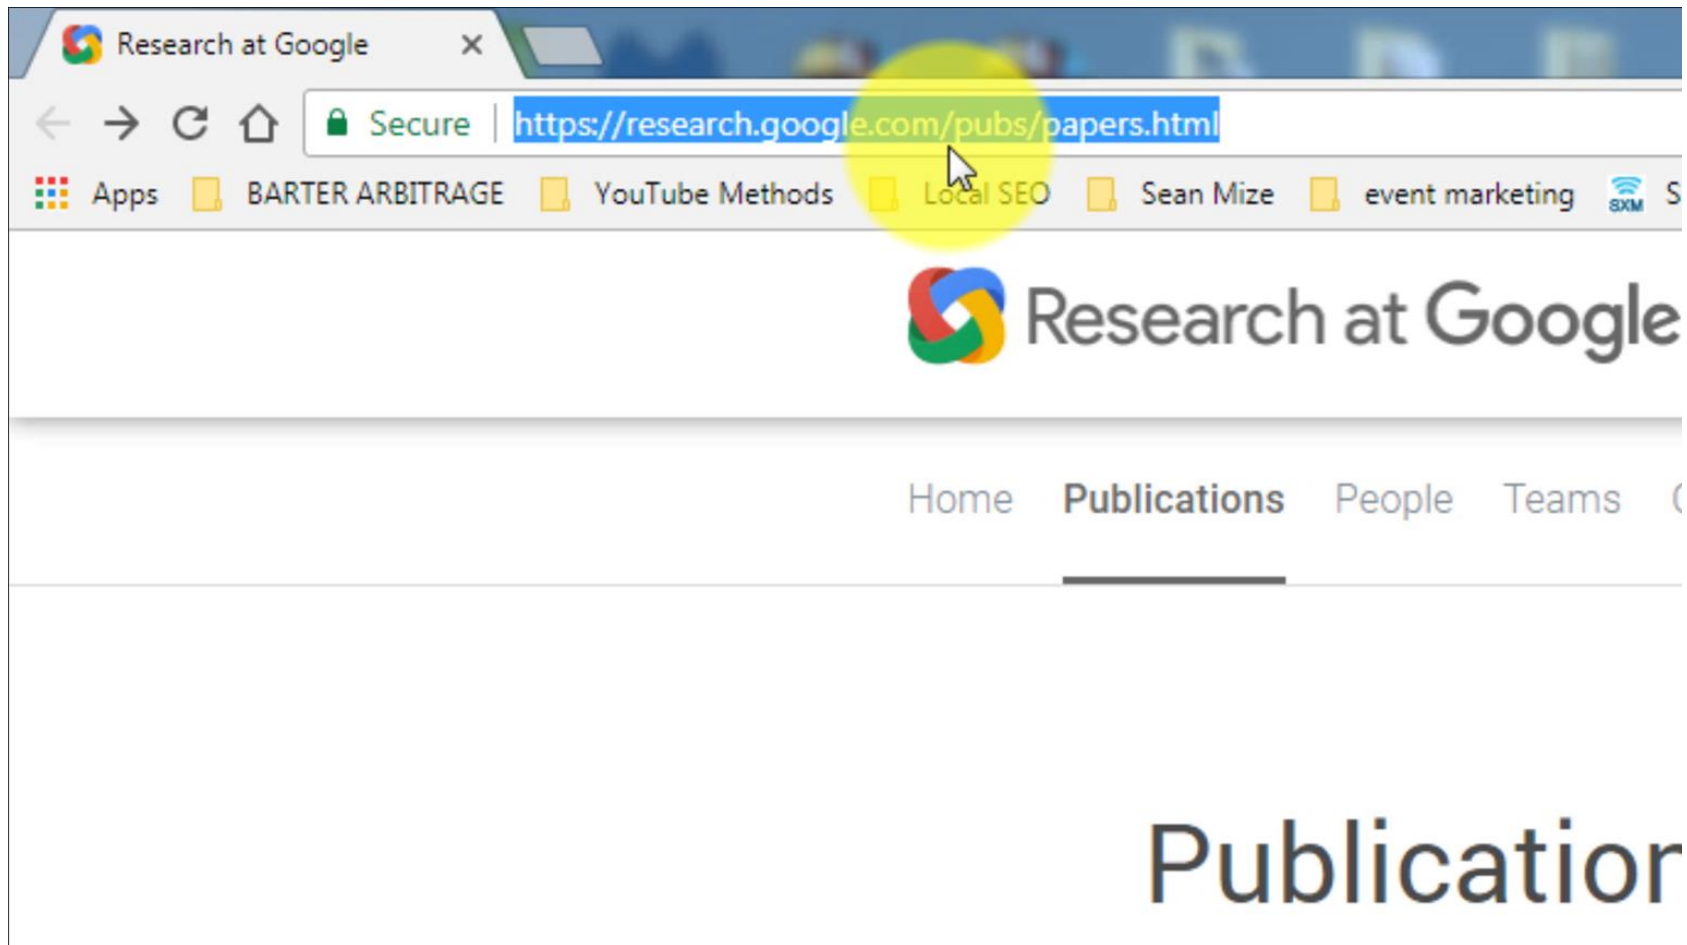 Research at Google
Secure https://research.google.com/pubs/papers.html
Apps BARTER ARBITRAGE YouTube Methods Local SEO Sean Mize event marketing SXM S
Research at Google
Home Publications People Teams
Publication